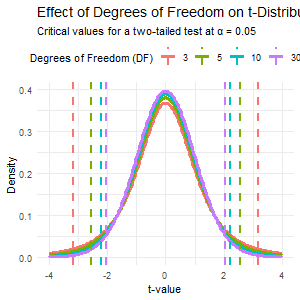 Effect of Degrees of Freedom on t-Distribu
Critical values for a two-tailed test at α = 0.05
Degrees of Freedom (DF) 3 5 10 30
0.4
0.3
0.2
0.1
0.0
Density
-4 -2 0 2 4
t-value